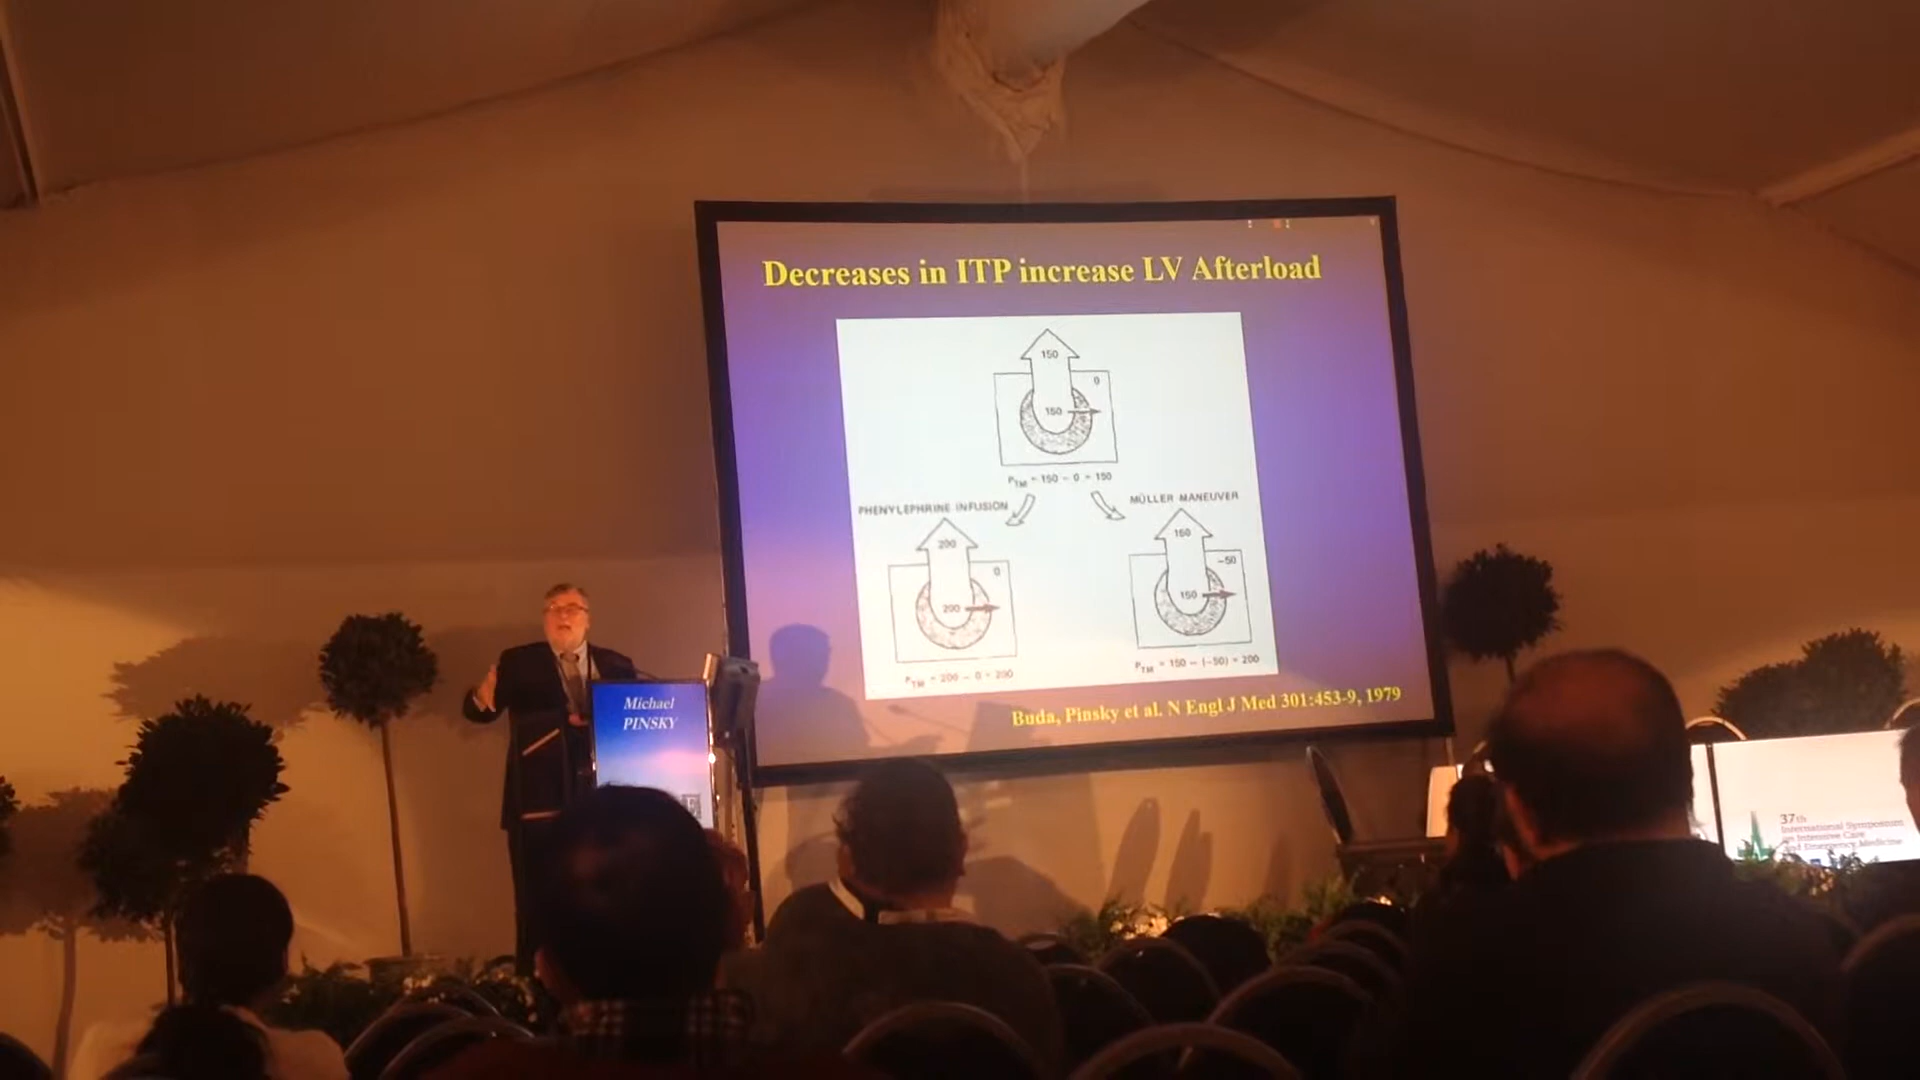 Decreases in ITP increase LV Afterload
150
0
150
PTM = 150 - 0 = 150
PHENYLEPHRINE INFUSION
MÜLLER MANEUVER
200
0
200
PTM = 200 - 0 = 200
150
-50
150
PTM = 150 - (-50) = 200
Buda, Pinsky et al. N Engl J Med 301:453-9, 1979
Michael
PINSKY
37th
International Symposium
on Intensive Care
and Emergency Medicine